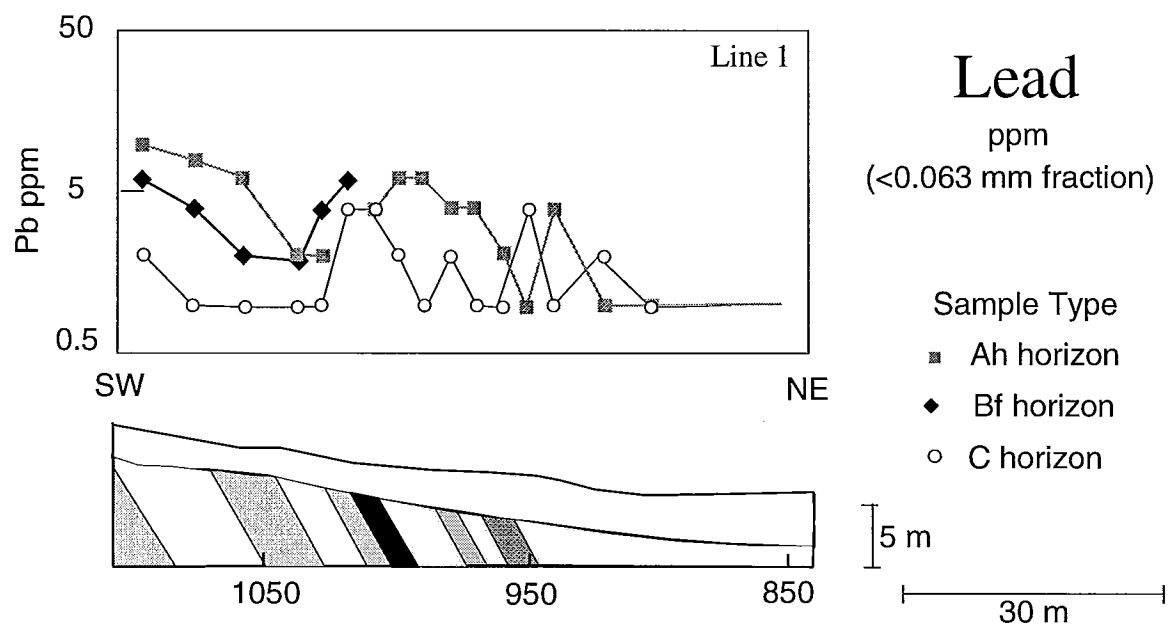 50
Line 1
Pb ppm
5
0.5
SW
NE
Lead
ppm
(<0.063 mm fraction)
Sample Type
Ah horizon
Bf horizon
C horizon
5 m
1050
950
850
30 m